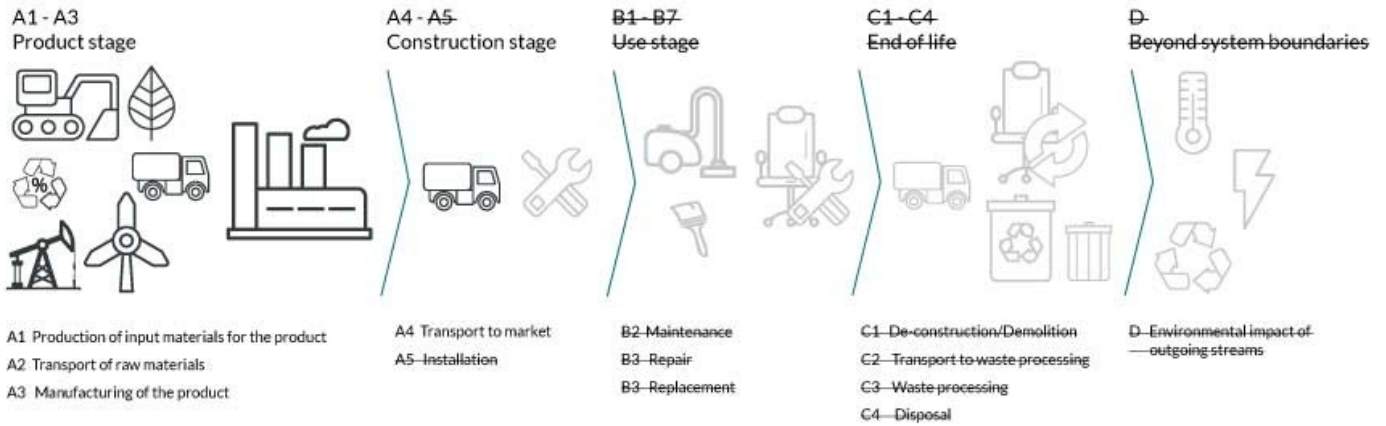 A1 - A3
Product stage
A4 - A5
Construction stage
B1 - B7
Use stage
C1 - C4
End of life
D
Beyond system boundaries
%
A1 Production of input materials for the product
A2 Transport of raw materials
A3 Manufacturing of the product
A4 Transport to market
A5 Installation
B2 Maintenance
B3 Repair
B3 Replacement
C1 De-construction/Demolition
C2 Transport to waste processing
C3 Waste processing
C4 Disposal
D Environmental impact of
outgoing streams